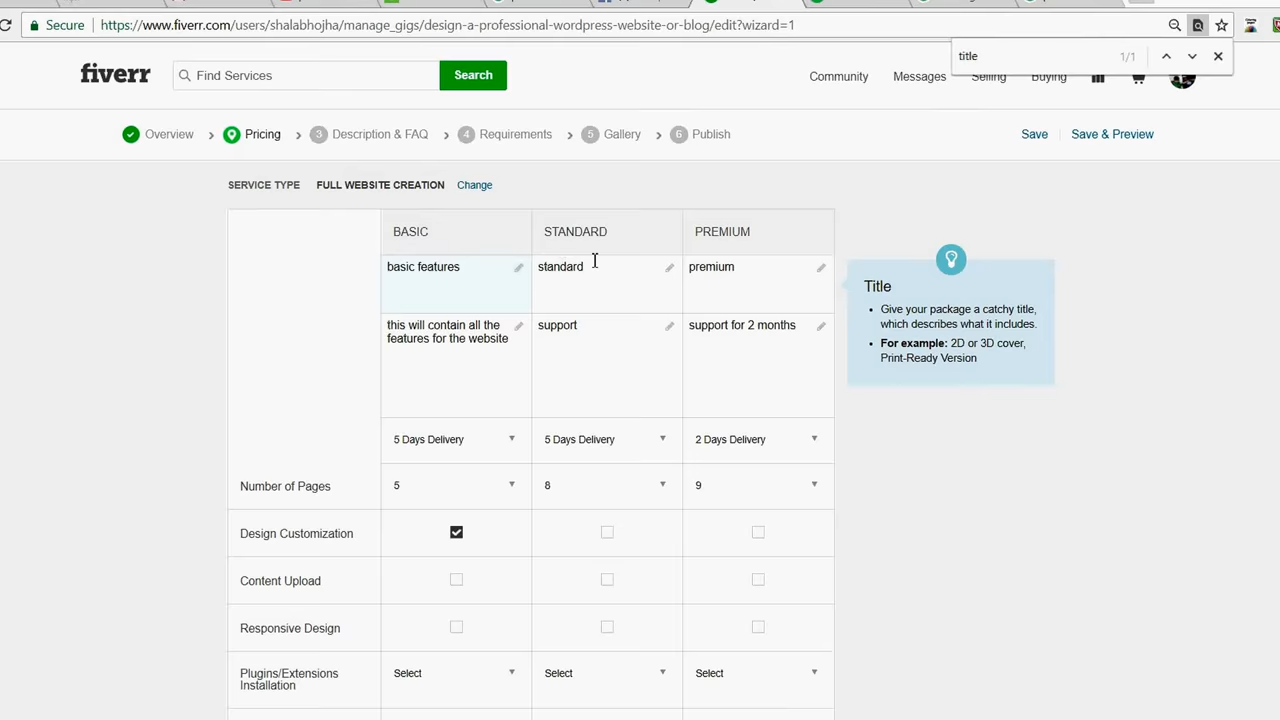 Secure https://www.fiverr.com/users/shalabhojha/manage_gigs/design-a-professional-wordpress-website-or-blog/edit?wizard=1
title 1/1
fiverr Find Services Search Community Messages Selling Buying
Overview Pricing 3 Description & FAQ 4 Requirements 5 Gallery 6 Publish Save Save & Preview
SERVICE TYPE FULL WEBSITE CREATION Change
BASIC STANDARD PREMIUM
basic features standard premium
this will contain all the
features for the website
support
support for 2 months
Title
• Give your package a catchy title,
which describes what it includes.
• For example: 2D or 3D cover,
Print-Ready Version
5 Days Delivery 5 Days Delivery 2 Days Delivery
Number of Pages 5 8 9
Design Customization
Content Upload
Responsive Design
Plugins/Extensions
Installation
Select Select Select